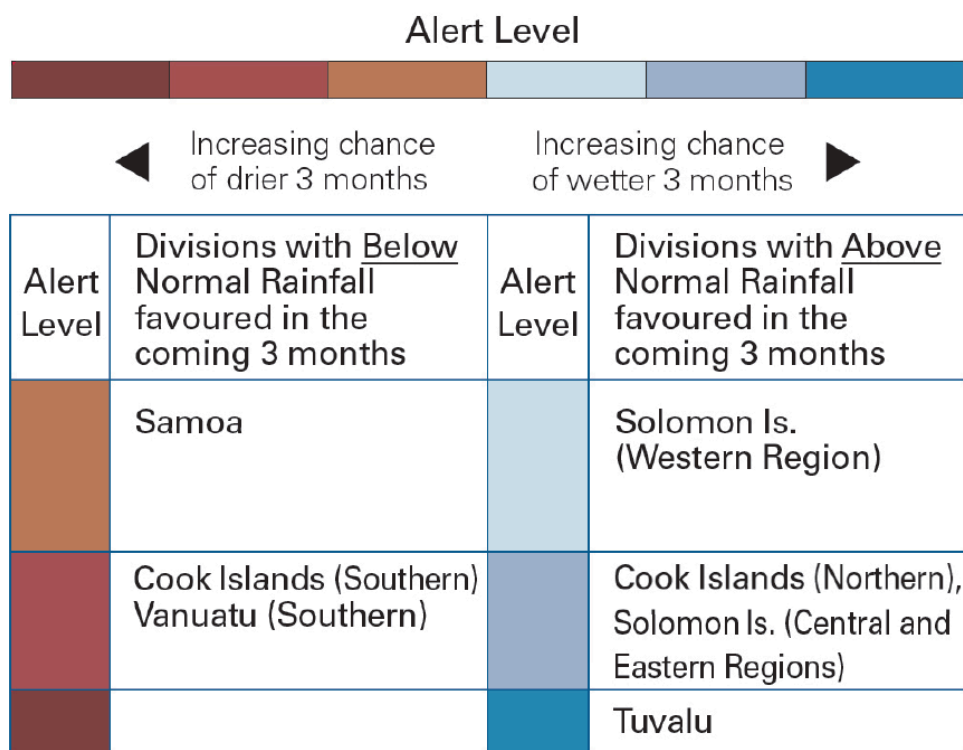 Alert Level
Increasing chance
of drier 3 months
Increasing chance
of wetter 3 months
Alert
Level
Divisions with Below
Normal Rainfall
favoured in the
coming 3 months
Alert
Level
Divisions with Above
Normal Rainfall
favoured in the
coming 3 months
Samoa
Solomon Is.
(Western Region)
Cook Islands (Southern)
Vanuatu (Southern)
Cook Islands (Northern),
Solomon Is. (Central and
Eastern Regions)
Tuvalu